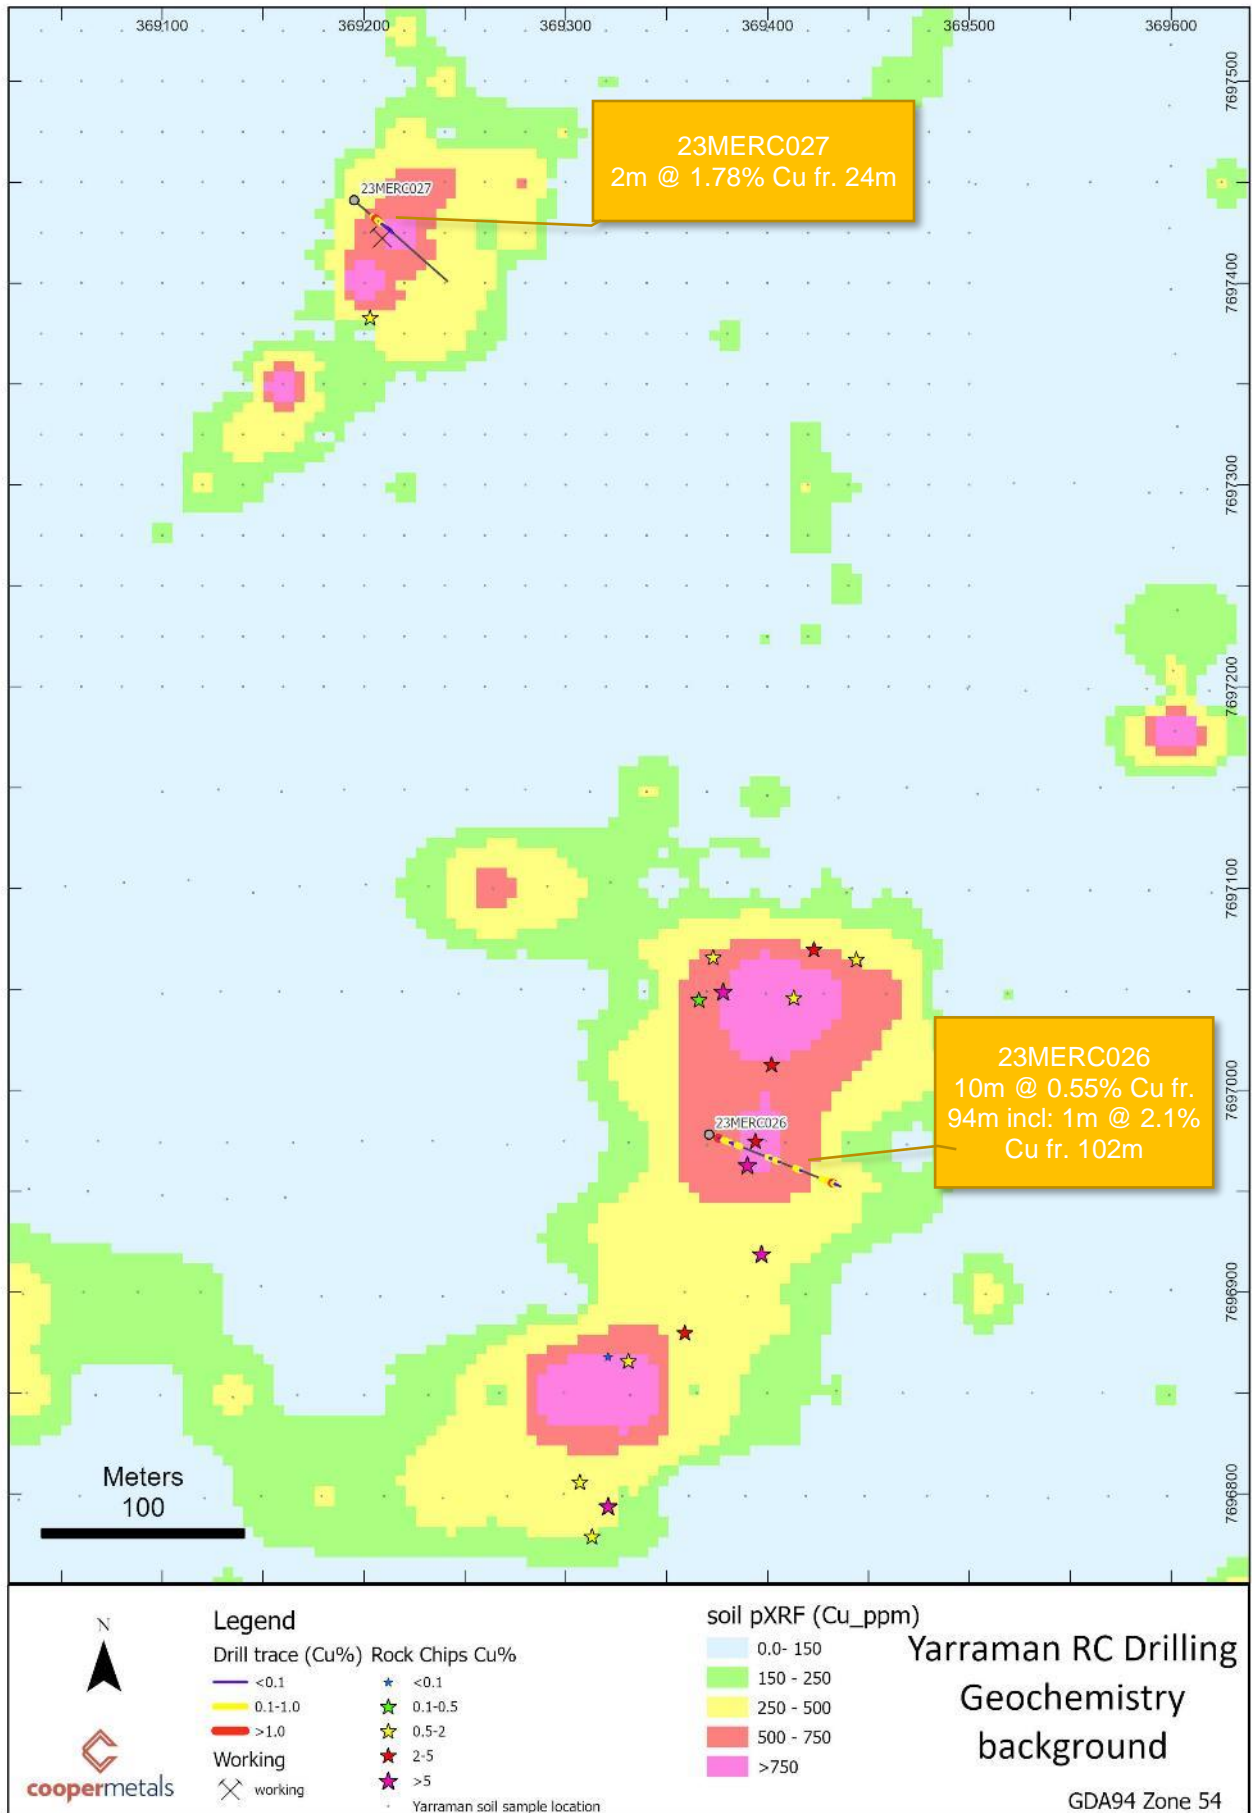 369100
369200
369300
369400
369500
369600
7697500
23MERC027
2m @ 1.78% Cu fr. 24m
23MERC027
7697400
7697300
7697200
7697100
23MERC026
10m @ 0.55% Cu fr.
94m incl: 1m @ 2.1%
Cu fr. 102m
7697000
23MERC026
7696900
7696800
Meters
100
N
coopermetals
Legend
Drill trace (Cu%)
<0.1
0.1-1.0
>1.0
Working
working
Rock Chips Cu%
<0.1
0.1-0.5
0.5-2
2-5
>5
Yarraman soil sample location
soil pXRF (Cu_ppm)
0.0- 150
150 - 250
250 - 500
500 - 750
>750
Yarraman RC Drilling
Geochemistry
background
GDA94 Zone 54